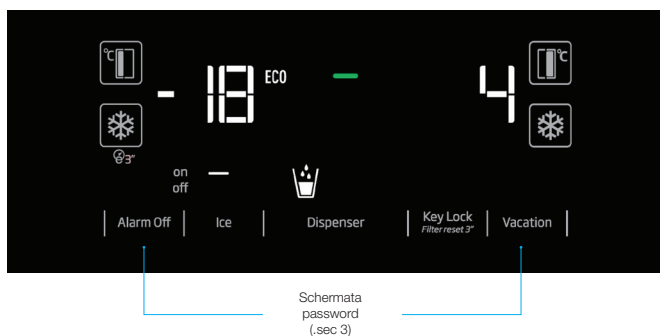 °C
°C
- 18 ECO
4
3"
on
off
Alarm Off
Ice
Dispenser
Key Lock
Filter reset 3"
Vacation
Schermata
password
(.sec 3)